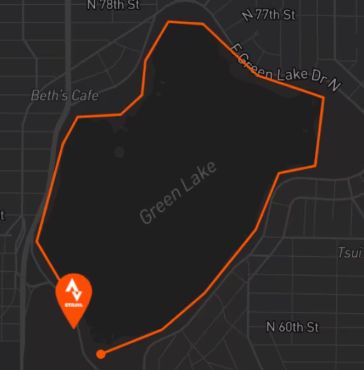 N 78th St
N 77th St
E Green Lake Dr N
Beth's Cafe
Green Lake
t
Tsui
STRAVA
N 60th St